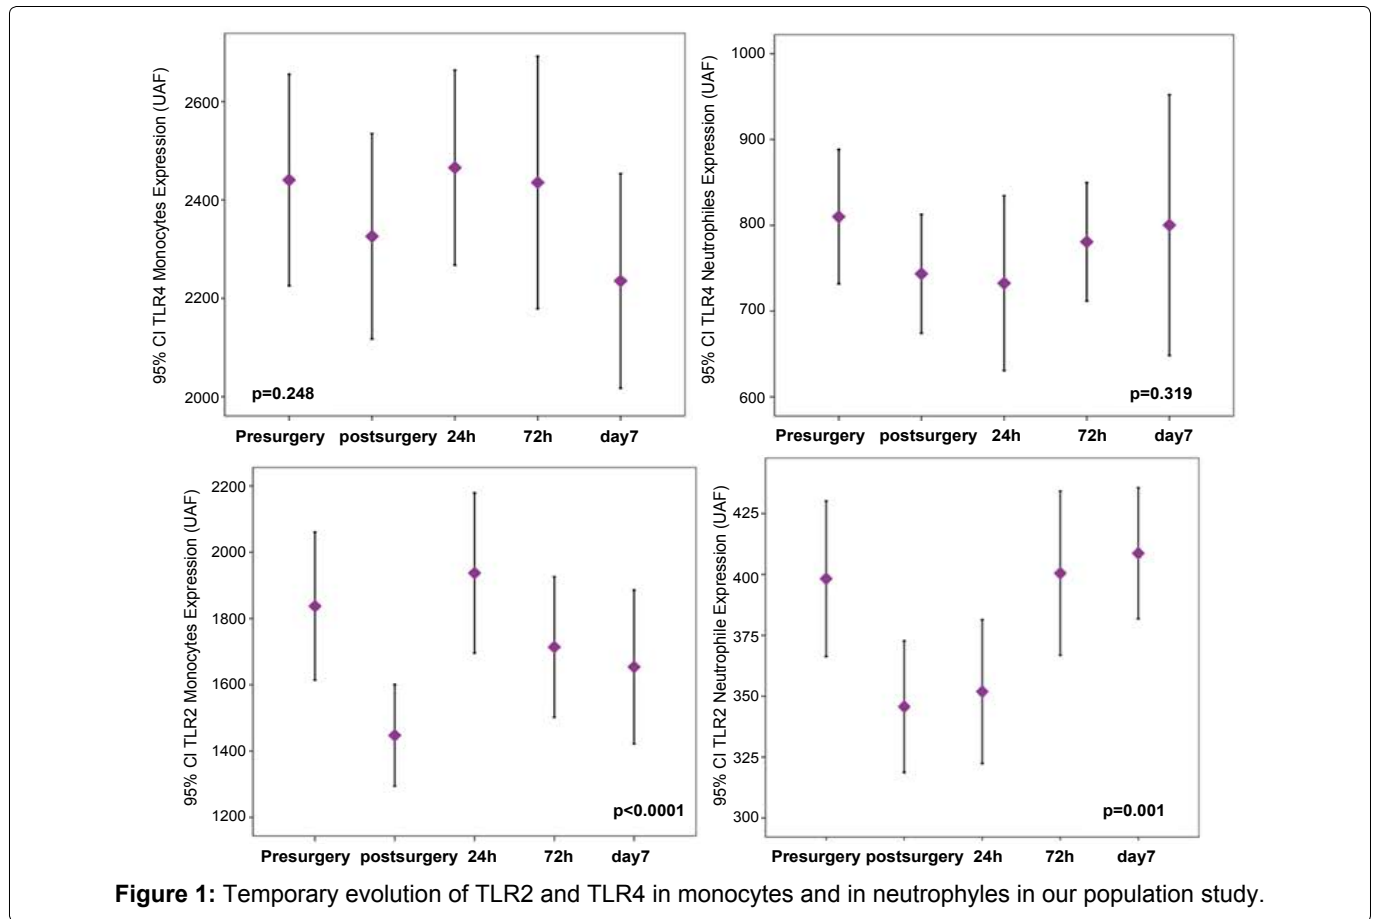 95% CI TLR4 Monocytes Expression (UAF)
2600
2400
2200
2000
p=0.248
Presurgery postsurgery 24h 72h day7
95% CI TLR4 Neutrophiles Expression (UAF)
1000
900
800
700
600
p=0.319
Presurgery postsurgery 24h 72h day7
95% CI TLR2 Monocytes Expression (UAF)
2200
2000
1800
1600
1400
1200
p<0.0001
Presurgery postsurgery 24h 72h day7
95% CI TLR2 Neutrophile Expression (UAF)
425
400
375
350
325
300
p=0.001
Presurgery postsurgery 24h 72h day7
Figure 1: Temporary evolution of TLR2 and TLR4 in monocytes and in neutrophyles in our population study.